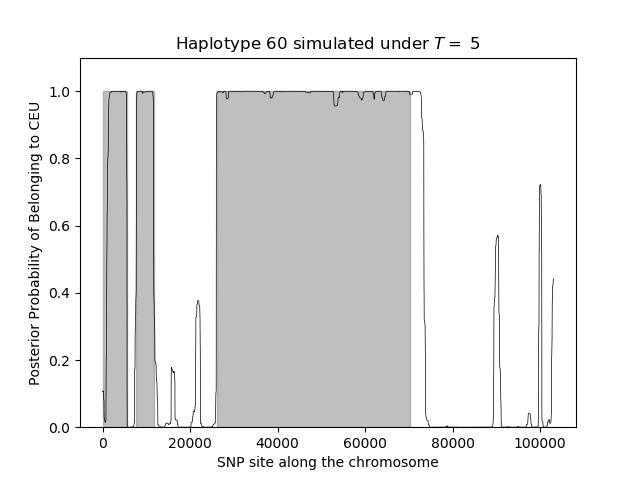 Haplotype 60 simulated under T = 5
Posterior Probability of Belonging to CEU
1.0
0.8
0.6
0.4
0.2
0.0
0 20000 40000 60000 80000 100000
SNP site along the chromosome